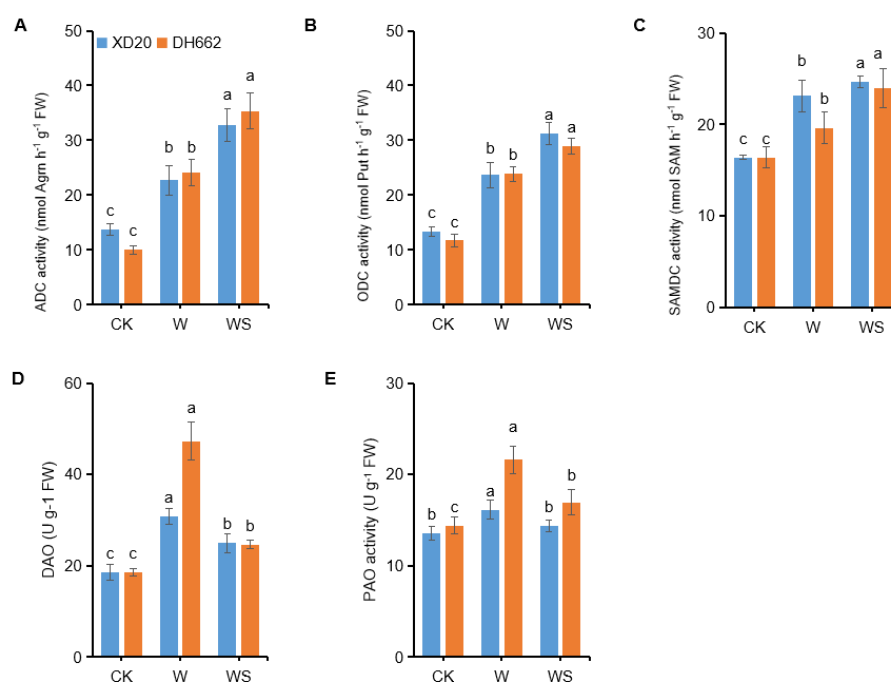 A
ADC activity (nmol Agm h⁻¹ g⁻¹ FW)
50
40
30
20
10
0
XD20 DH662
c c b b a a
CK W WS
B
ODC activity (nmol Put h⁻¹ g⁻¹ FW)
50
40
30
20
10
0
c c b b a a
CK W WS
C
SAMDC activity (nmol SAM h⁻¹ g⁻¹ FW)
30
20
10
0
c c b b a a
CK W WS
D
DAO (U g-1 FW)
60
40
20
0
c c a a b b
CK W WS
E
PAO activity (U g⁻¹ FW)
30
20
10
0
b c a a b b
CK W WS